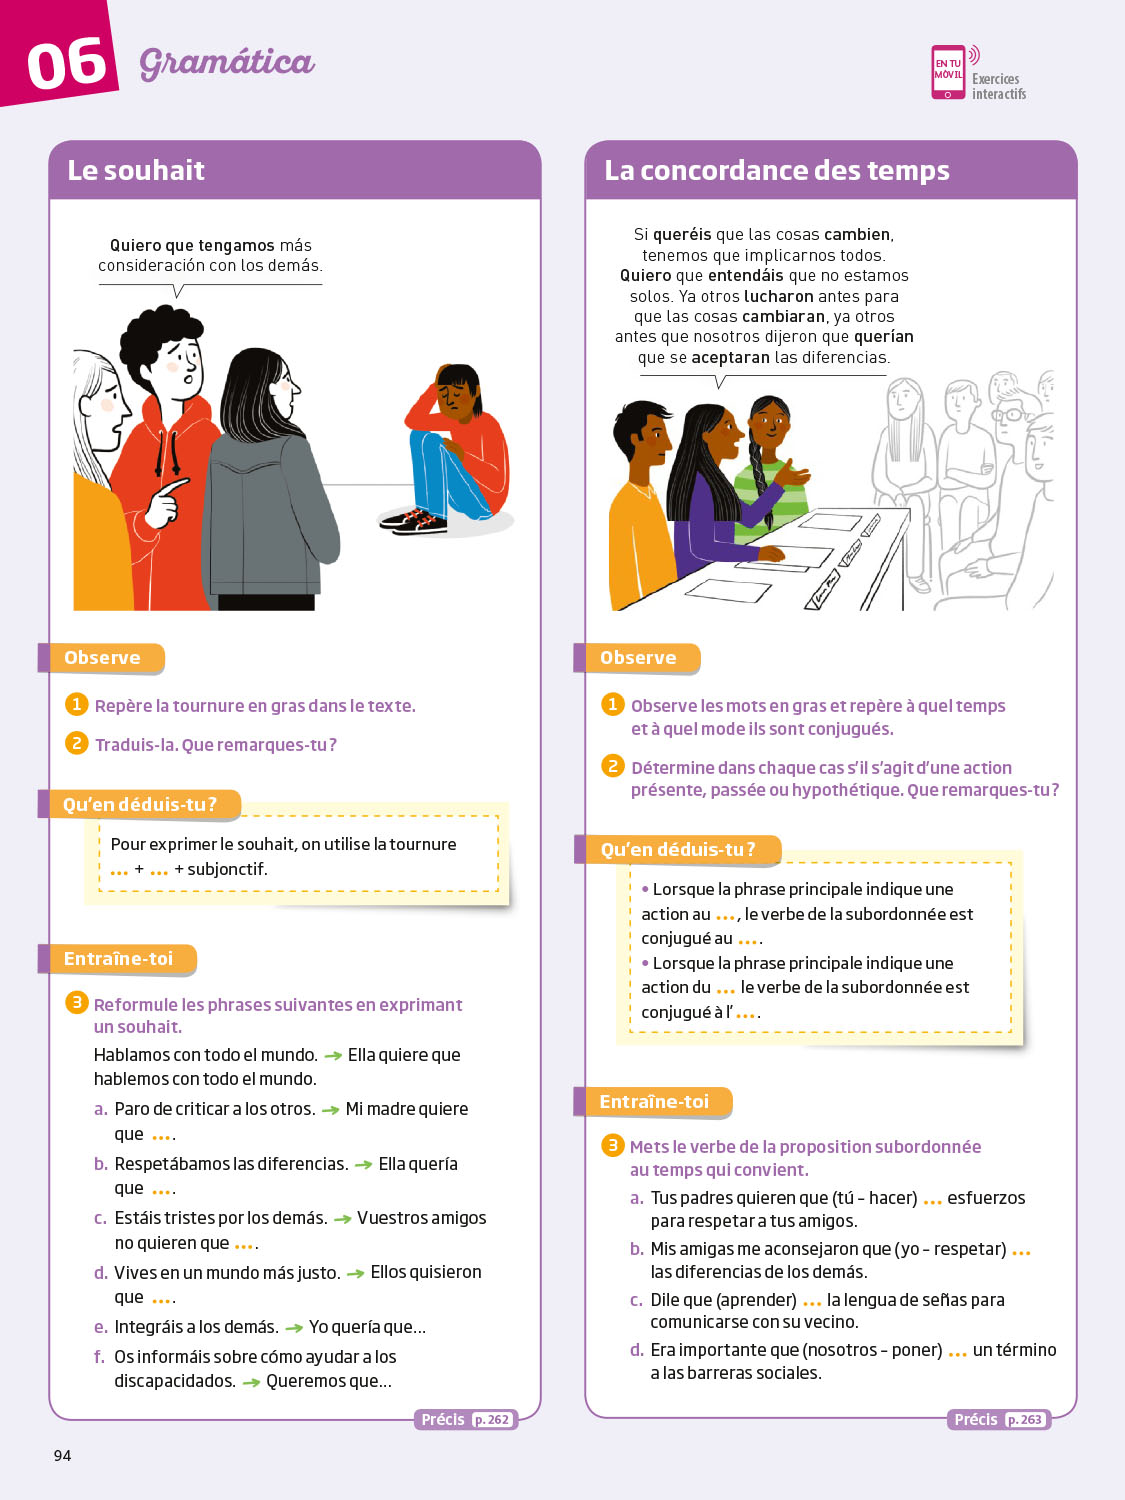 06
Gramática
EN TU
MÓVIL
Exercices
interactifs
Le souhait
Quiero que tengamos más
consideración con los demás.
Observe
1 Repère la tournure en gras dans le texte.
2 Traduis-la. Que remarques-tu ?
Qu'en déduis-tu ?
Pour exprimer le souhait, on utilise la tournure
... + ... + subjonctif.
Entraîne-toi
3 Reformule les phrases suivantes en exprimant
un souhait.
Hablamos con todo el mundo. → Ella quiere que
hablemos con todo el mundo.
a. Paro de criticar a los otros. → Mi madre quiere
que ... .
b. Respetábamos las diferencias. → Ella quería
que ... .
c. Estáis tristes por los demás. → Vuestros amigos
no quieren que ... .
d. Vives en un mundo más justo. → Ellos quisieron
que ... .
e. Integráis a los demás. → Yo quería que...
f. Os informáis sobre cómo ayudar a los
discapacidados. → Queremos que...
Précis p. 262
La concordance des temps
Si queréis que las cosas cambien,
tenemos que implicarnos todos.
Quiero que entendáis que no estamos
solos. Ya otros lucharon antes para
que las cosas cambiaran, ya otros
antes que nosotros dijeron que querían
que se aceptaran las diferencias.
Observe
1 Observe les mots en gras et repère à quel temps
et à quel mode ils sont conjugués.
2 Détermine dans chaque cas s'il s'agit d'une action
présente, passée ou hypothétique. Que remarques-tu ?
Qu'en déduis-tu ?
• Lorsque la phrase principale indique une
action au ... , le verbe de la subordonnée est
conjugué au ... .
• Lorsque la phrase principale indique une
action du ... le verbe de la subordonnée est
conjugué à l' ... .
Entraîne-toi
3 Mets le verbe de la proposition subordonnée
au temps qui convient.
a. Tus padres quieren que (tú – hacer) ... esfuerzos
para respetar a tus amigos.
b. Mis amigas me aconsejaron que (yo – respetar) ...
las diferencias de los demás.
c. Dile que (aprender) ... la lengua de señas para
comunicarse con su vecino.
d. Era importante que (nosotros – poner) ... un término
a las barreras sociales.
Précis p. 263
94